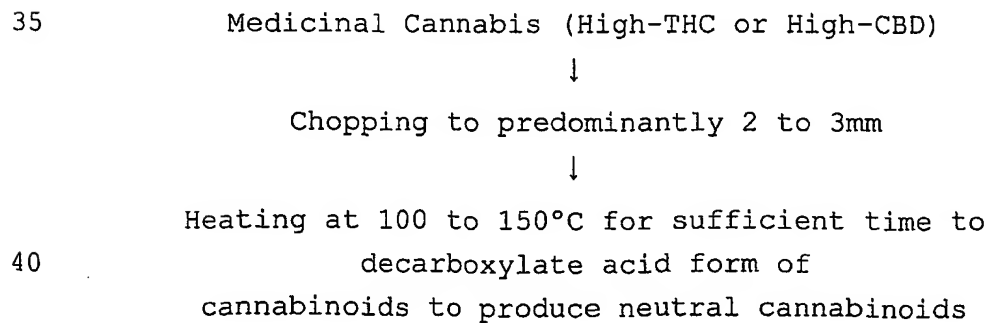 35 Medicinal Cannabis (High-THC or High-CBD)
↓
Chopping to predominantly 2 to 3mm
↓
Heating at 100 to 150°C for sufficient time to
40 decarboxylate acid form of
cannabinoids to produce neutral cannabinoids